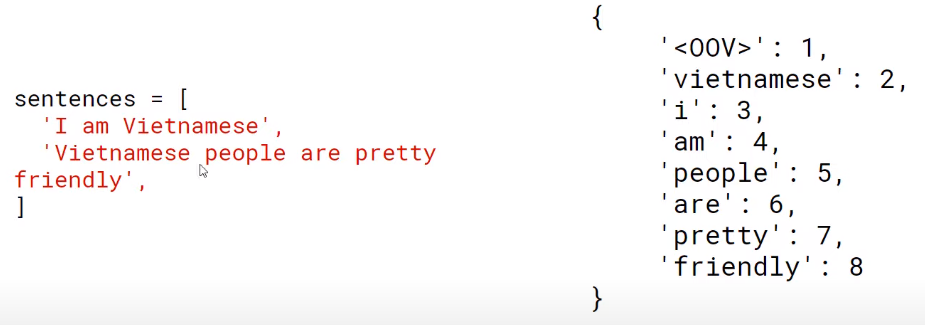 sentences = [
'I am Vietnamese',
'Vietnamese people are pretty
friendly',
]
{
'<OOV>': 1,
'vietnamese': 2,
'i': 3,
'am': 4,
'people': 5,
'are': 6,
'pretty': 7,
'friendly': 8
}